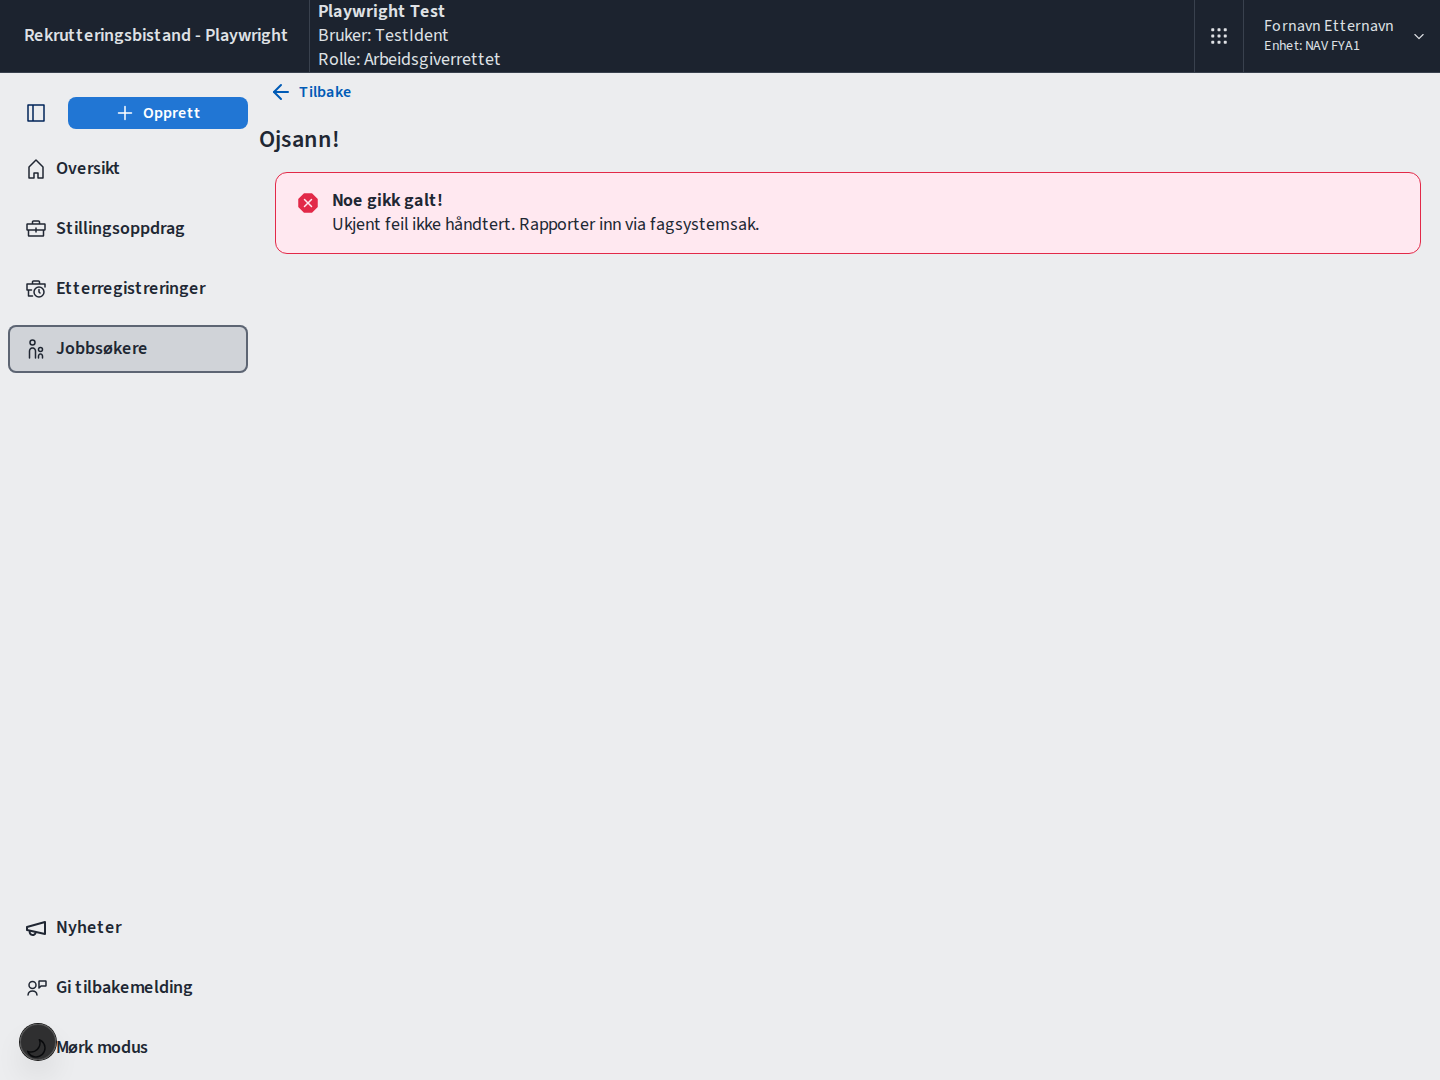 Rekrutteringsbistand - Playwright
Playwright Test
Bruker: TestIdent
Rolle: Arbeidsgiverrettet
Fornavn Etternavn
Enhet: NAV FYA1
Opprett
Oversikt
Stillingsoppdrag
Etterregistreringer
Jobbsøkere
Tilbake
Ojsann!
Noe gikk galt!
Ukjent feil ikke håndtert. Rapporter inn via fagsystemsak.
Nyheter
Gi tilbakemelding
Mørk modus